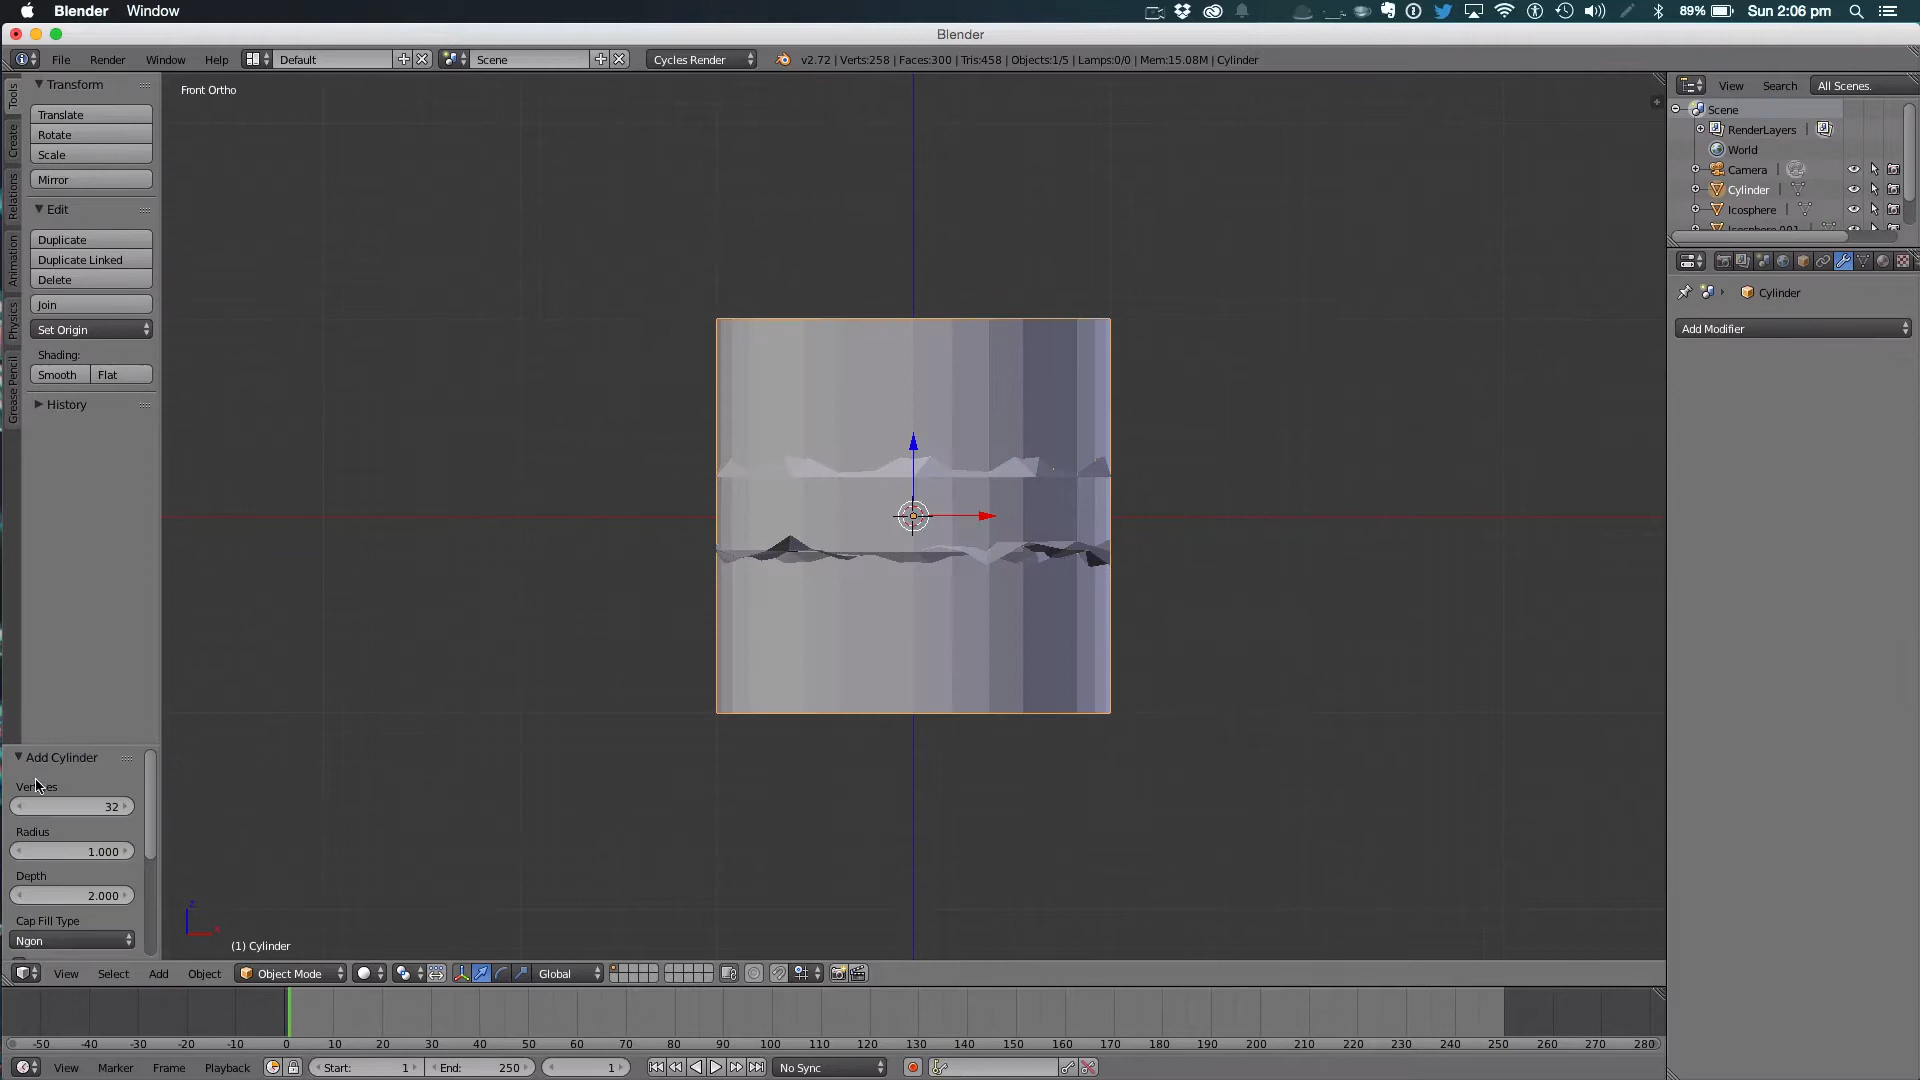 Blender Window 89% Sun 2:06 pm
Blender
File Render Window Help Default Scene Cycles Render v2.72 | Verts:258 | Faces:300 | Tris:458 | Objects:1/5 | Lamps:0/0 | Mem:15.08M | Cylinder
Tools
Create
Relations
Animation
Physics
Grease Pencil
Transform
Translate
Rotate
Scale
Mirror
Edit
Duplicate
Duplicate Linked
Delete
Join
Set Origin
Shading:
Smooth Flat
History
Add Cylinder
32
Radius
1.000
Depth
2.000
Cap Fill Type
Ngon
Front Ortho
z
x
(1) Cylinder
View Search All Scenes.
Scene
RenderLayers |
World
Camera |
Cylinder |
Icosphere |
Icosphere.001 |
Cylinder
Add Modifier
View Select Add Object Object Mode Global
-50 -40 -30 -20 -10 0 10 20 30 40 50 60 70 80 90 100 110 120 130 140 150 160 170 180 190 200 210 220 230 240 250 260 270 280
View Marker Frame Playback Start: 1 End: 250 1 No Sync